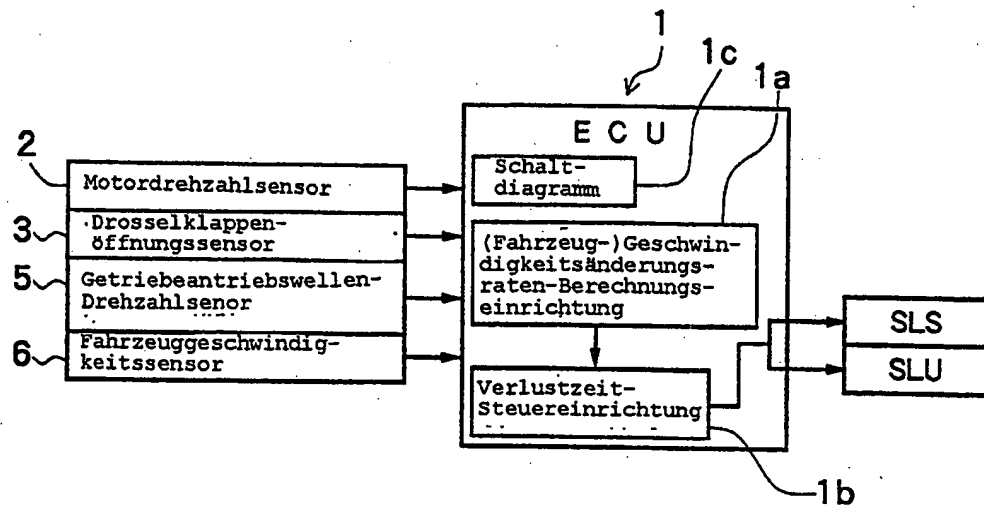 1
1c
1a
E C U
2
Motordrehzahlsensor
Schalt-
diagramm
3
Drosselklappen-
öffnungssensor
(Fahrzeug-)Geschwin-
digkeitsänderungs-
raten-Berechnungs-
einrichtung
5
Getriebeantriebswellen-
Drehzahlsenor
6
Fahrzeuggeschwindig-
keitssensor
SLS
SLU
Verlustzeit-
Steuereinrichtung
1b